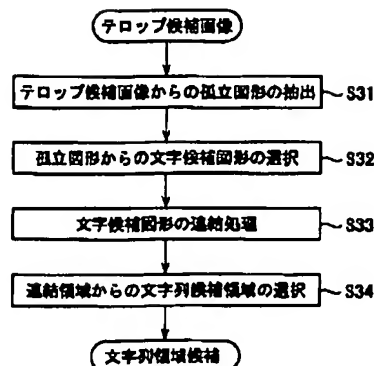 テロップ候補画像
テロップ候補画像からの孤立図形の抽出 S31
孤立図形からの文字候補図形の選択 S32
文字候補図形の連結処理 S33
連結領域からの文字列候補領域の選択 S34
文字列領域候補